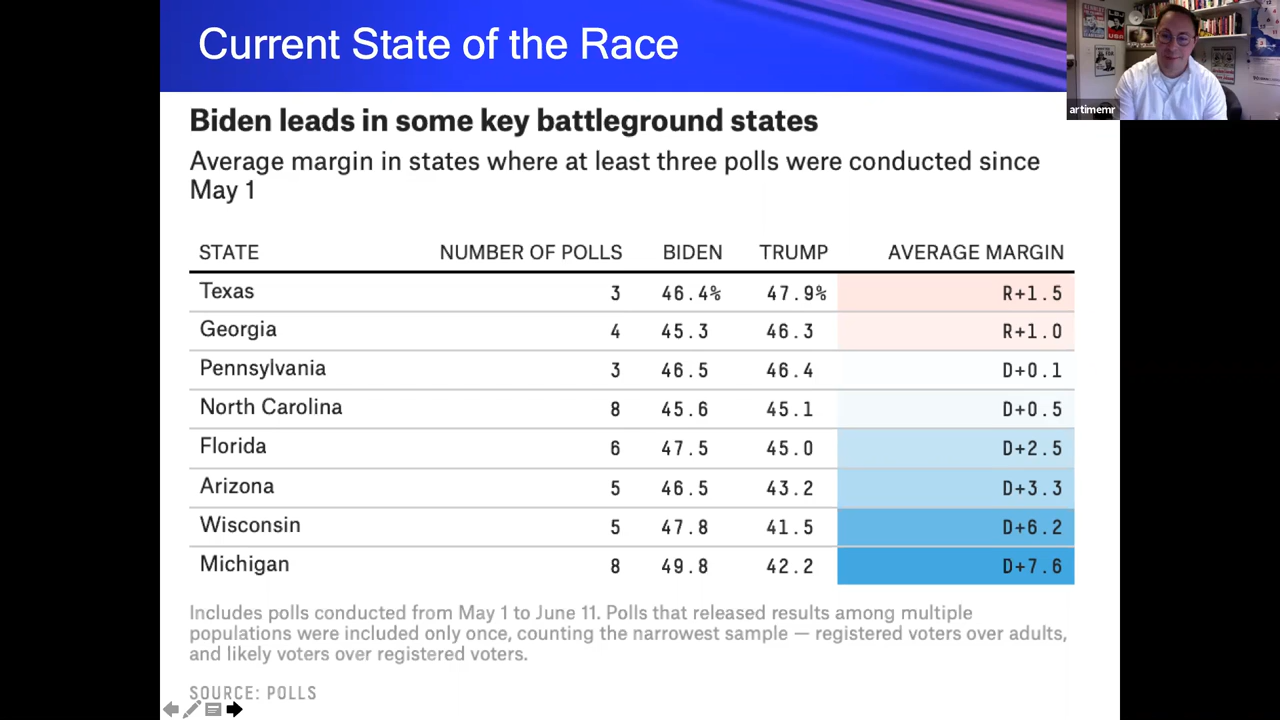 Current State of the Race
artimemr
Biden leads in some key battleground states
Average margin in states where at least three polls were conducted since
May 1
STATE NUMBER OF POLLS BIDEN TRUMP AVERAGE MARGIN
Texas 3 46.4% 47.9% R+1.5
Georgia 4 45.3 46.3 R+1.0
Pennsylvania 3 46.5 46.4 D+0.1
North Carolina 8 45.6 45.1 D+0.5
Florida 6 47.5 45.0 D+2.5
Arizona 5 46.5 43.2 D+3.3
Wisconsin 5 47.8 41.5 D+6.2
Michigan 8 49.8 42.2 D+7.6
Includes polls conducted from May 1 to June 11. Polls that released results among multiple
populations were included only once, counting the narrowest sample — registered voters over adults,
and likely voters over registered voters.
SOURCE: POLLS